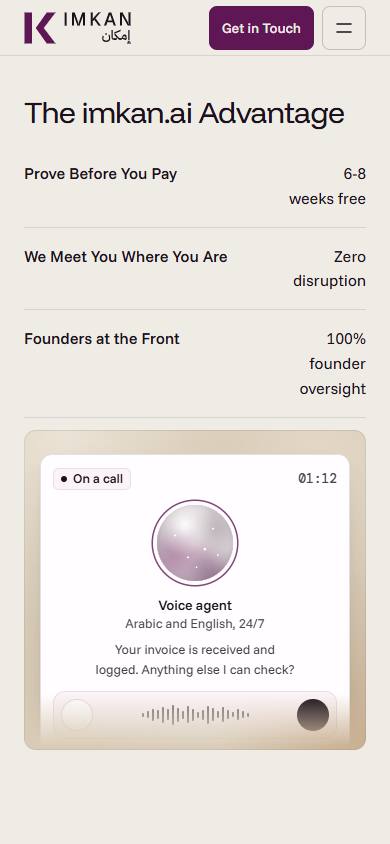 IMKAN
إمكان
Get in Touch
The imkan.ai Advantage
Prove Before You Pay
6-8
weeks free
We Meet You Where You Are
Zero
disruption
Founders at the Front
100%
founder
oversight
On a call
01:12
Voice agent
Arabic and English, 24/7
Your invoice is received and
logged. Anything else I can check?